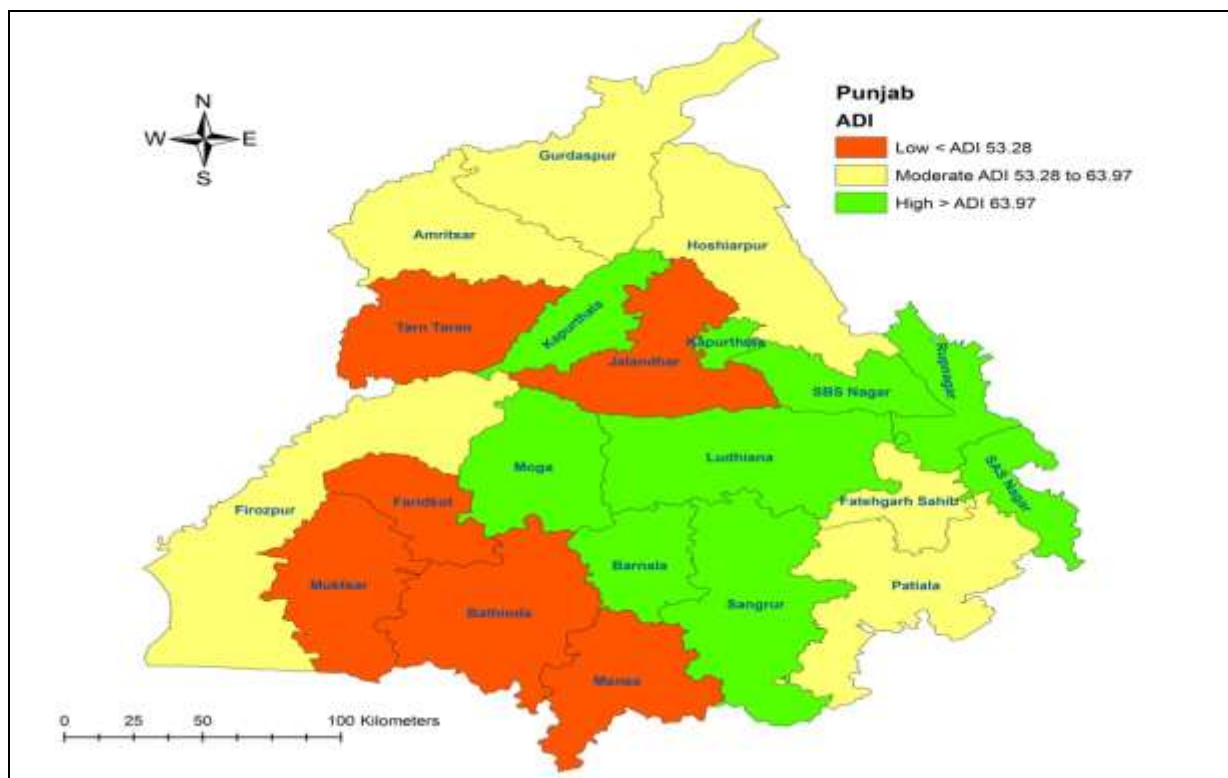 N
W E
S
Punjab
ADI
Low < ADI 53.28
Moderate ADI 53.28 to 63.97
High > ADI 63.97
Gurdaspur
Amritsar
Hoshiarpur
Tarn Taran
Kapurthala
Kapurthala
Jalandhar
SBS Nagar
Rupnagar
Moga
Ludhiana
SAS Nagar
Faridkot
Fatehgarh Sahib
Firozpur
Muktsar
Barnala
Patiala
Bathinda
Sangrur
Mansa
0 25 50 100 Kilometers